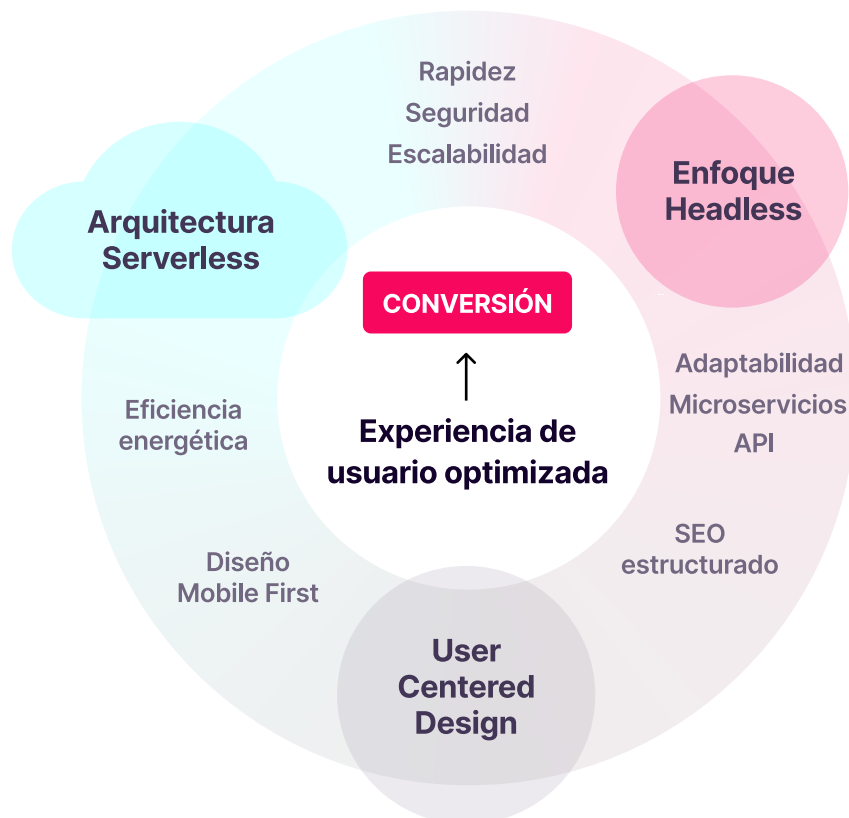 Rapidez
Seguridad
Escalabilidad
Enfoque
Headless
Arquitectura
Serverless
CONVERSIÓN
Experiencia de
usuario optimizada
Adaptabilidad
Microservicios
API
Eficiencia
energética
SEO
estructurado
Diseño
Mobile First
User
Centered
Design